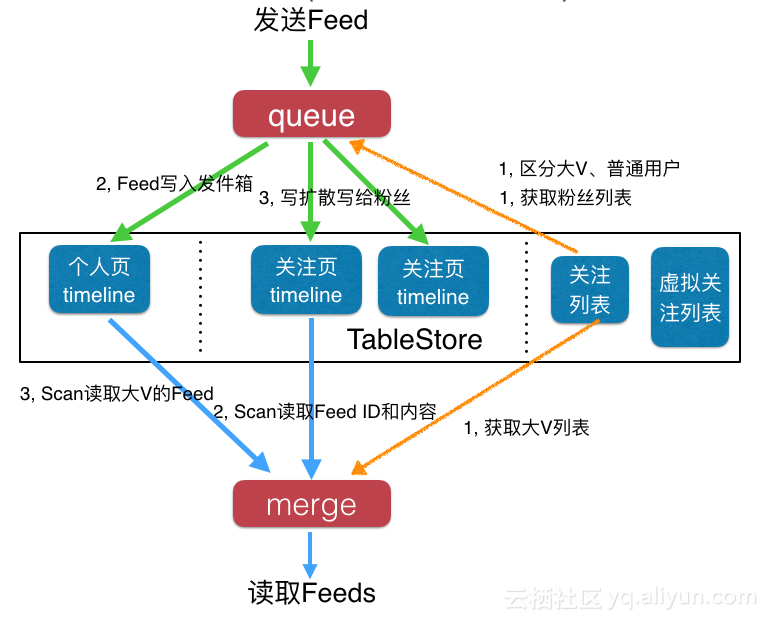 发送Feed
queue
1, 区分大V、普通用户
1, 获取粉丝列表
2, Feed写入发件箱
3, 写扩散写给粉丝
个人页
timeline
关注页
timeline
关注页
timeline
关注
列表
虚拟关
注列表
TableStore
3, Scan读取大V的Feed
2, Scan读取Feed ID和内容
1, 获取大V列表
merge
读取Feeds
云栖社区 yq.aliyun.com